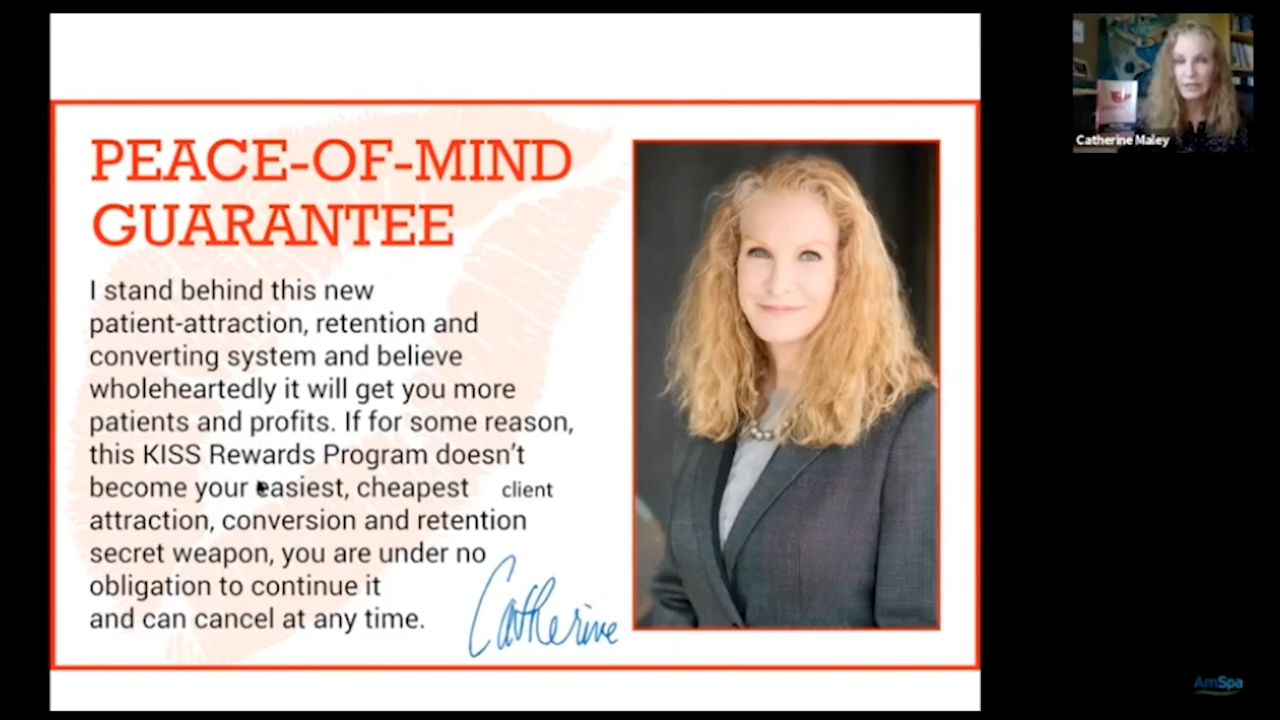 PEACE-OF-MIND
GUARANTEE
I stand behind this new
patient-attraction, retention and
converting system and believe
wholeheartedly it will get you more
patients and profits. If for some reason,
this KISS Rewards Program doesn't
become your easiest, cheapest client
attraction, conversion and retention
secret weapon, you are under no
obligation to continue it
and can cancel at any time.
Catherine
Catherine Maley
AmSpa